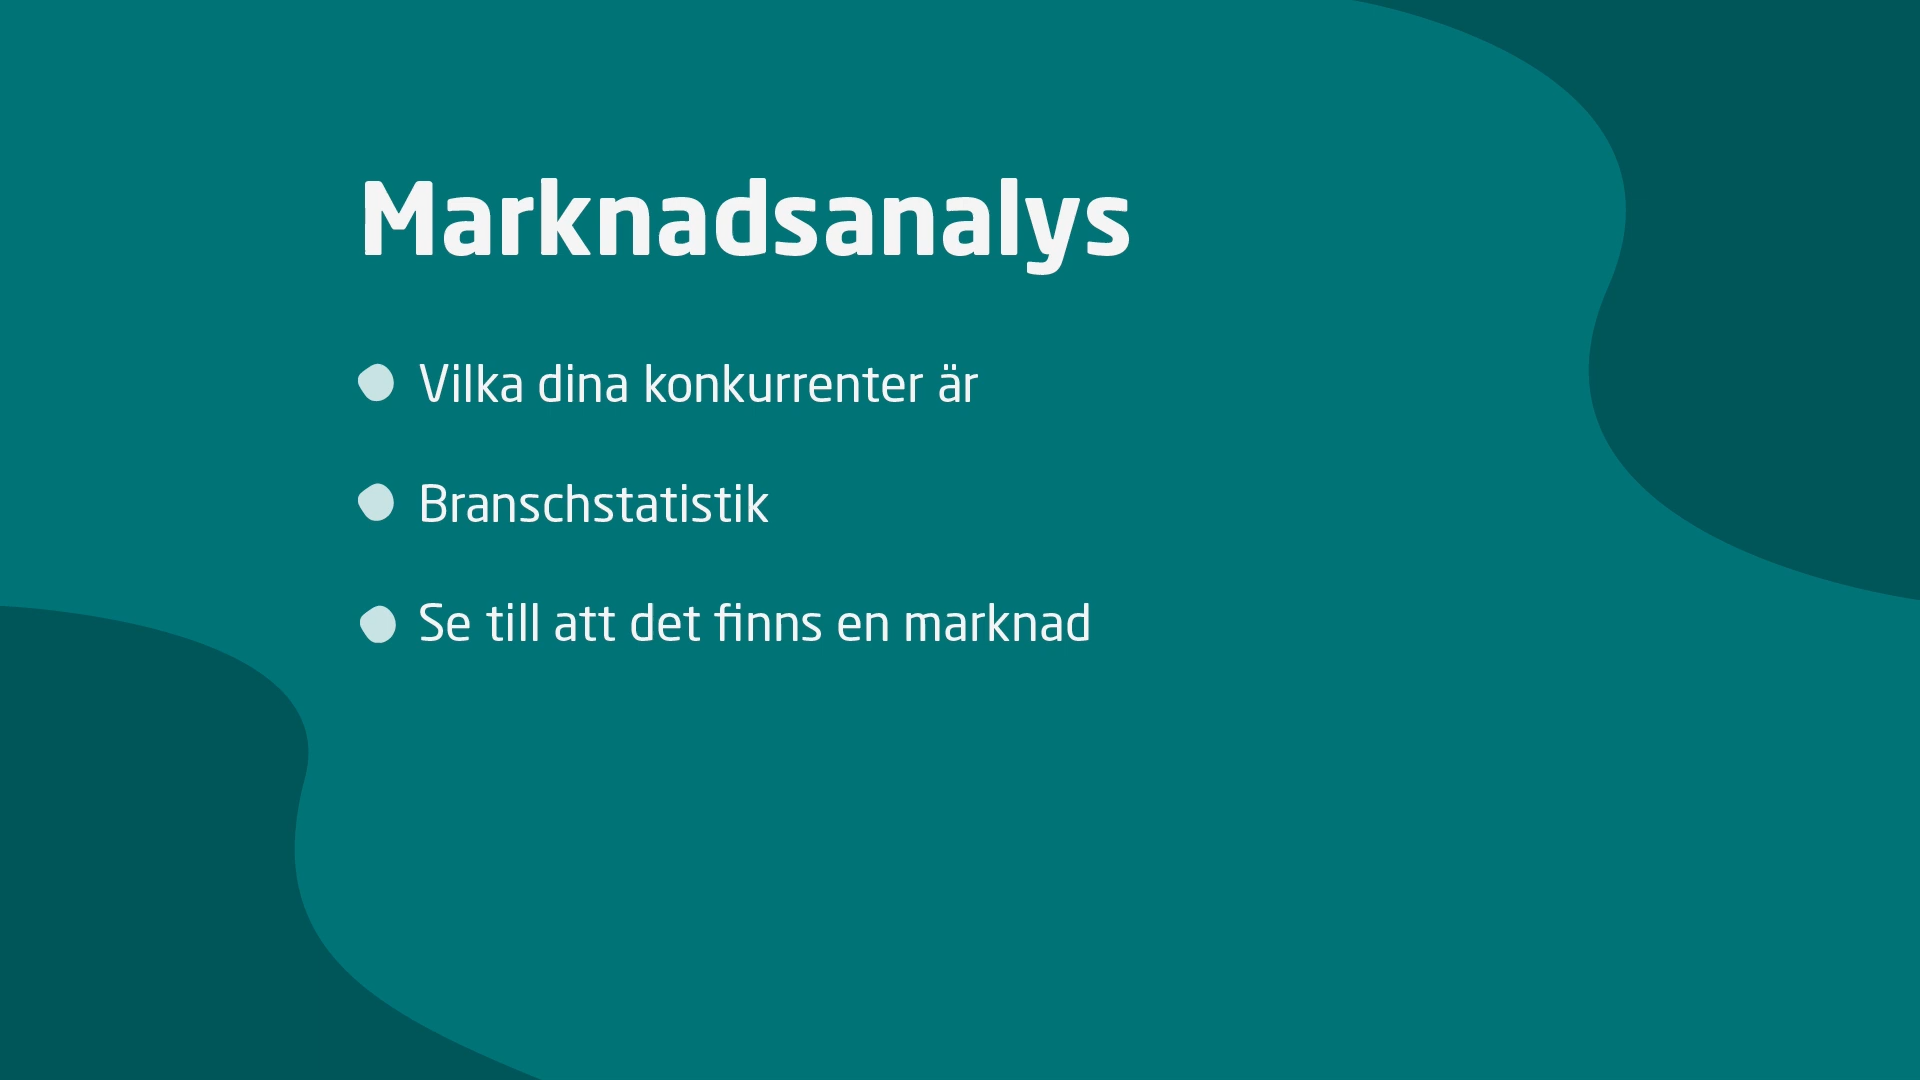 Marknadsanalys
Vilka dina konkurrenter är
Branschstatistik
Se till att det finns en marknad